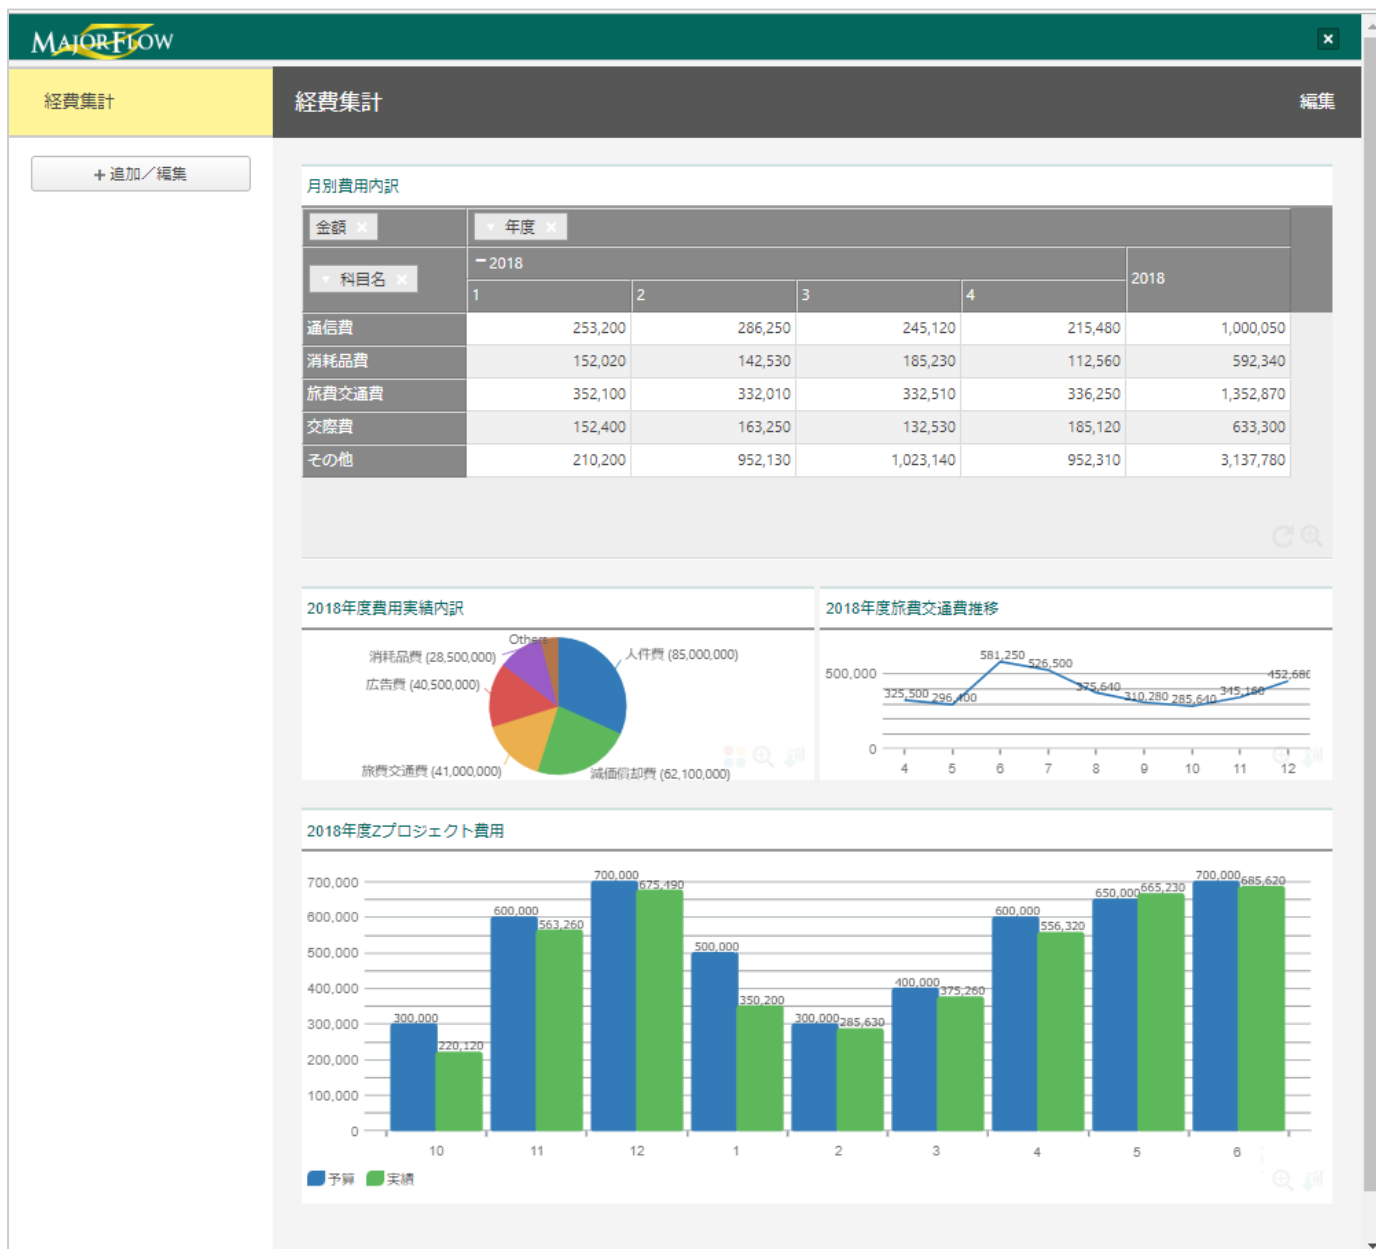 MAJORFLOW
経費集計
経費集計
編集
+ 追加／編集
月別費用内訳
金額 ×
年度 ×
科目名 ×
2018
2018
1 2 3 4
通信費 253,200 286,250 245,120 215,480 1,000,050
消耗品費 152,020 142,530 185,230 112,560 592,340
旅費交通費 352,100 332,010 332,510 336,250 1,352,870
交際費 152,400 163,250 132,530 185,120 633,300
その他 210,200 952,130 1,023,140 952,310 3,137,780
2018年度費用実績内訳
Others
消耗品費 (28,500,000)
人件費 (85,000,000)
広告費 (40,500,000)
旅費交通費 (41,000,000)
減価償却費 (62,100,000)
2018年度旅費交通費推移
500,000
0
325,500 296,400 581,250 526,500 375,640 310,280 285,640 345,160 452,680
4 5 6 7 8 9 10 11 12
2018年度Zプロジェクト費用
700,000
600,000
500,000
400,000
300,000
200,000
100,000
0
300,000 220,120 600,000 563,260 700,000 675,490 500,000 350,200 300,000 285,630 400,000 375,260 600,000 556,320 650,000 665,230 700,000 685,620
10 11 12 1 2 3 4 5 6
予算 実績